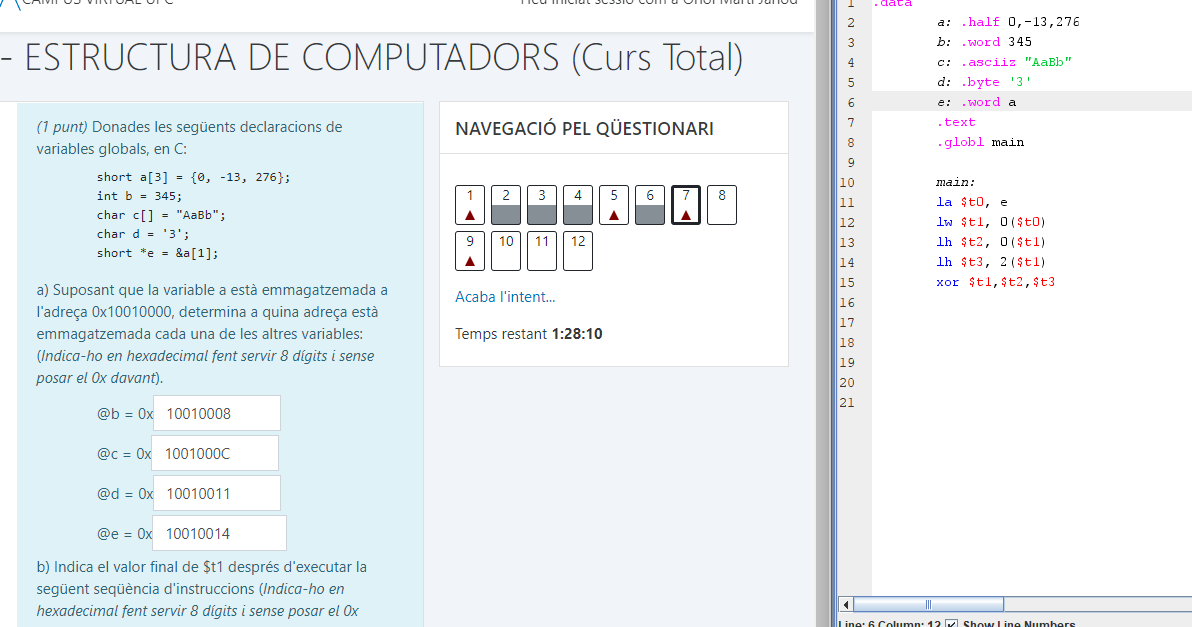 CAMPUS VIRTUAL UPC
- ESTRUCTURA DE COMPUTADORS (Curs Total)
(1 punt) Donades les següents declaracions de
variables globals, en C:
short a[3] = {0, -13, 276};
int b = 345;
char c[] = "AaBb";
char d = '3';
short *e = &a[1];
a) Suposant que la variable a està emmagatzemada a
l'adreça 0x10010000, determina a quina adreça està
emmagatzemada cada una de les altres variables:
(Indica-ho en hexadecimal fent servir 8 dígits i sense
posar el 0x davant).
@b = 0x 10010008
@c = 0x 1001000C
@d = 0x 10010011
@e = 0x 10010014
b) Indica el valor final de $t1 després d'executar la
següent seqüència d'instruccions (Indica-ho en
hexadecimal fent servir 8 dígits i sense posar el 0x
NAVEGACIÓ PEL QÜESTIONARI
1 2 3 4 5 6 7 8
9 10 11 12
Acaba l'intent...
Temps restant 1:28:10
1 .data
2 a: .half 0,-13,276
3 b: .word 345
4 c: .asciiz "AaBb"
5 d: .byte '3'
6 e: .word a
7 .text
8 .globl main
9
10 main:
11 la $t0, e
12 lw $t1, 0($t0)
13 lh $t2, 0($t1)
14 lh $t3, 2($t1)
15 xor $t1,$t2,$t3
16
17
18
19
20
21
Line: 6 Column: 12 Show Line Numbers